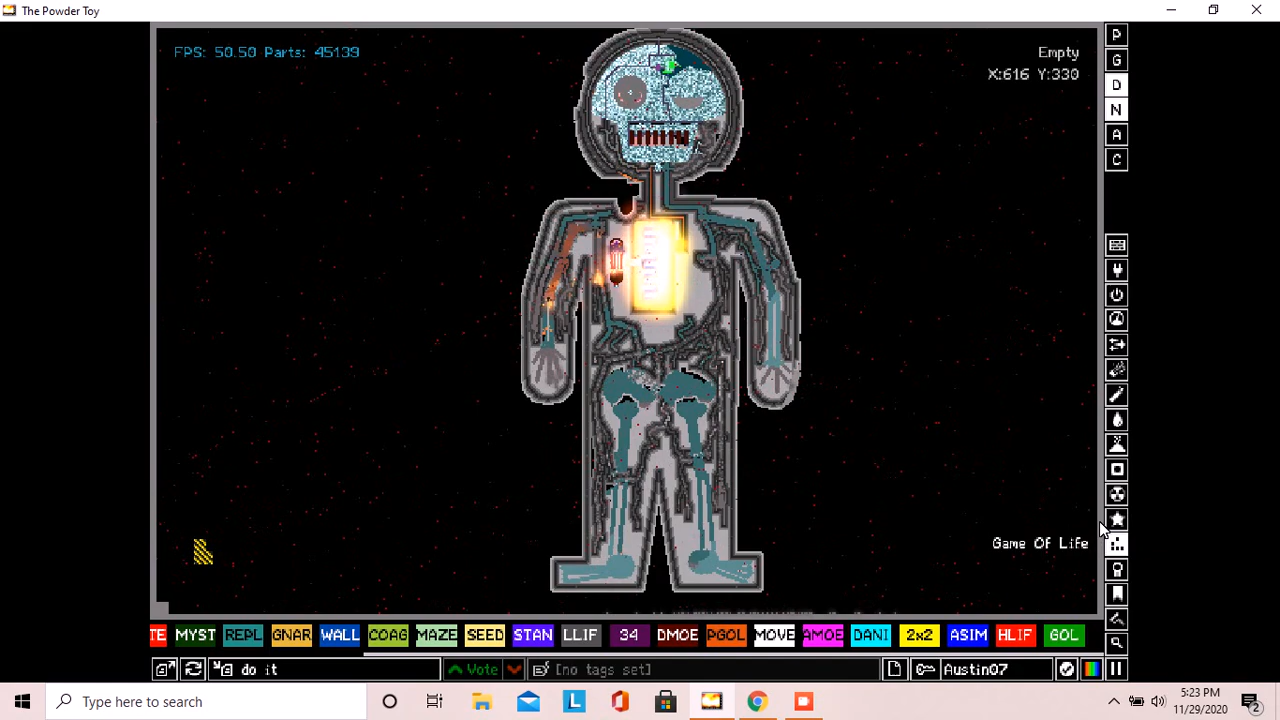 The Powder Toy
FPS: 50.50 Parts: 45139
Empty
X:616 Y:330
P
G
D
N
A
C
Game Of Life
TE MYST REPL GNAR WALL COAG MAZE SEED STAN LLIF 34 DMOE PGOL MOVE AMOE DANI 2x2 ASIM HLIF GOL
do it Vote [no tags set] Austin07
Type here to search
L
5:23 PM
11/29/2020
2